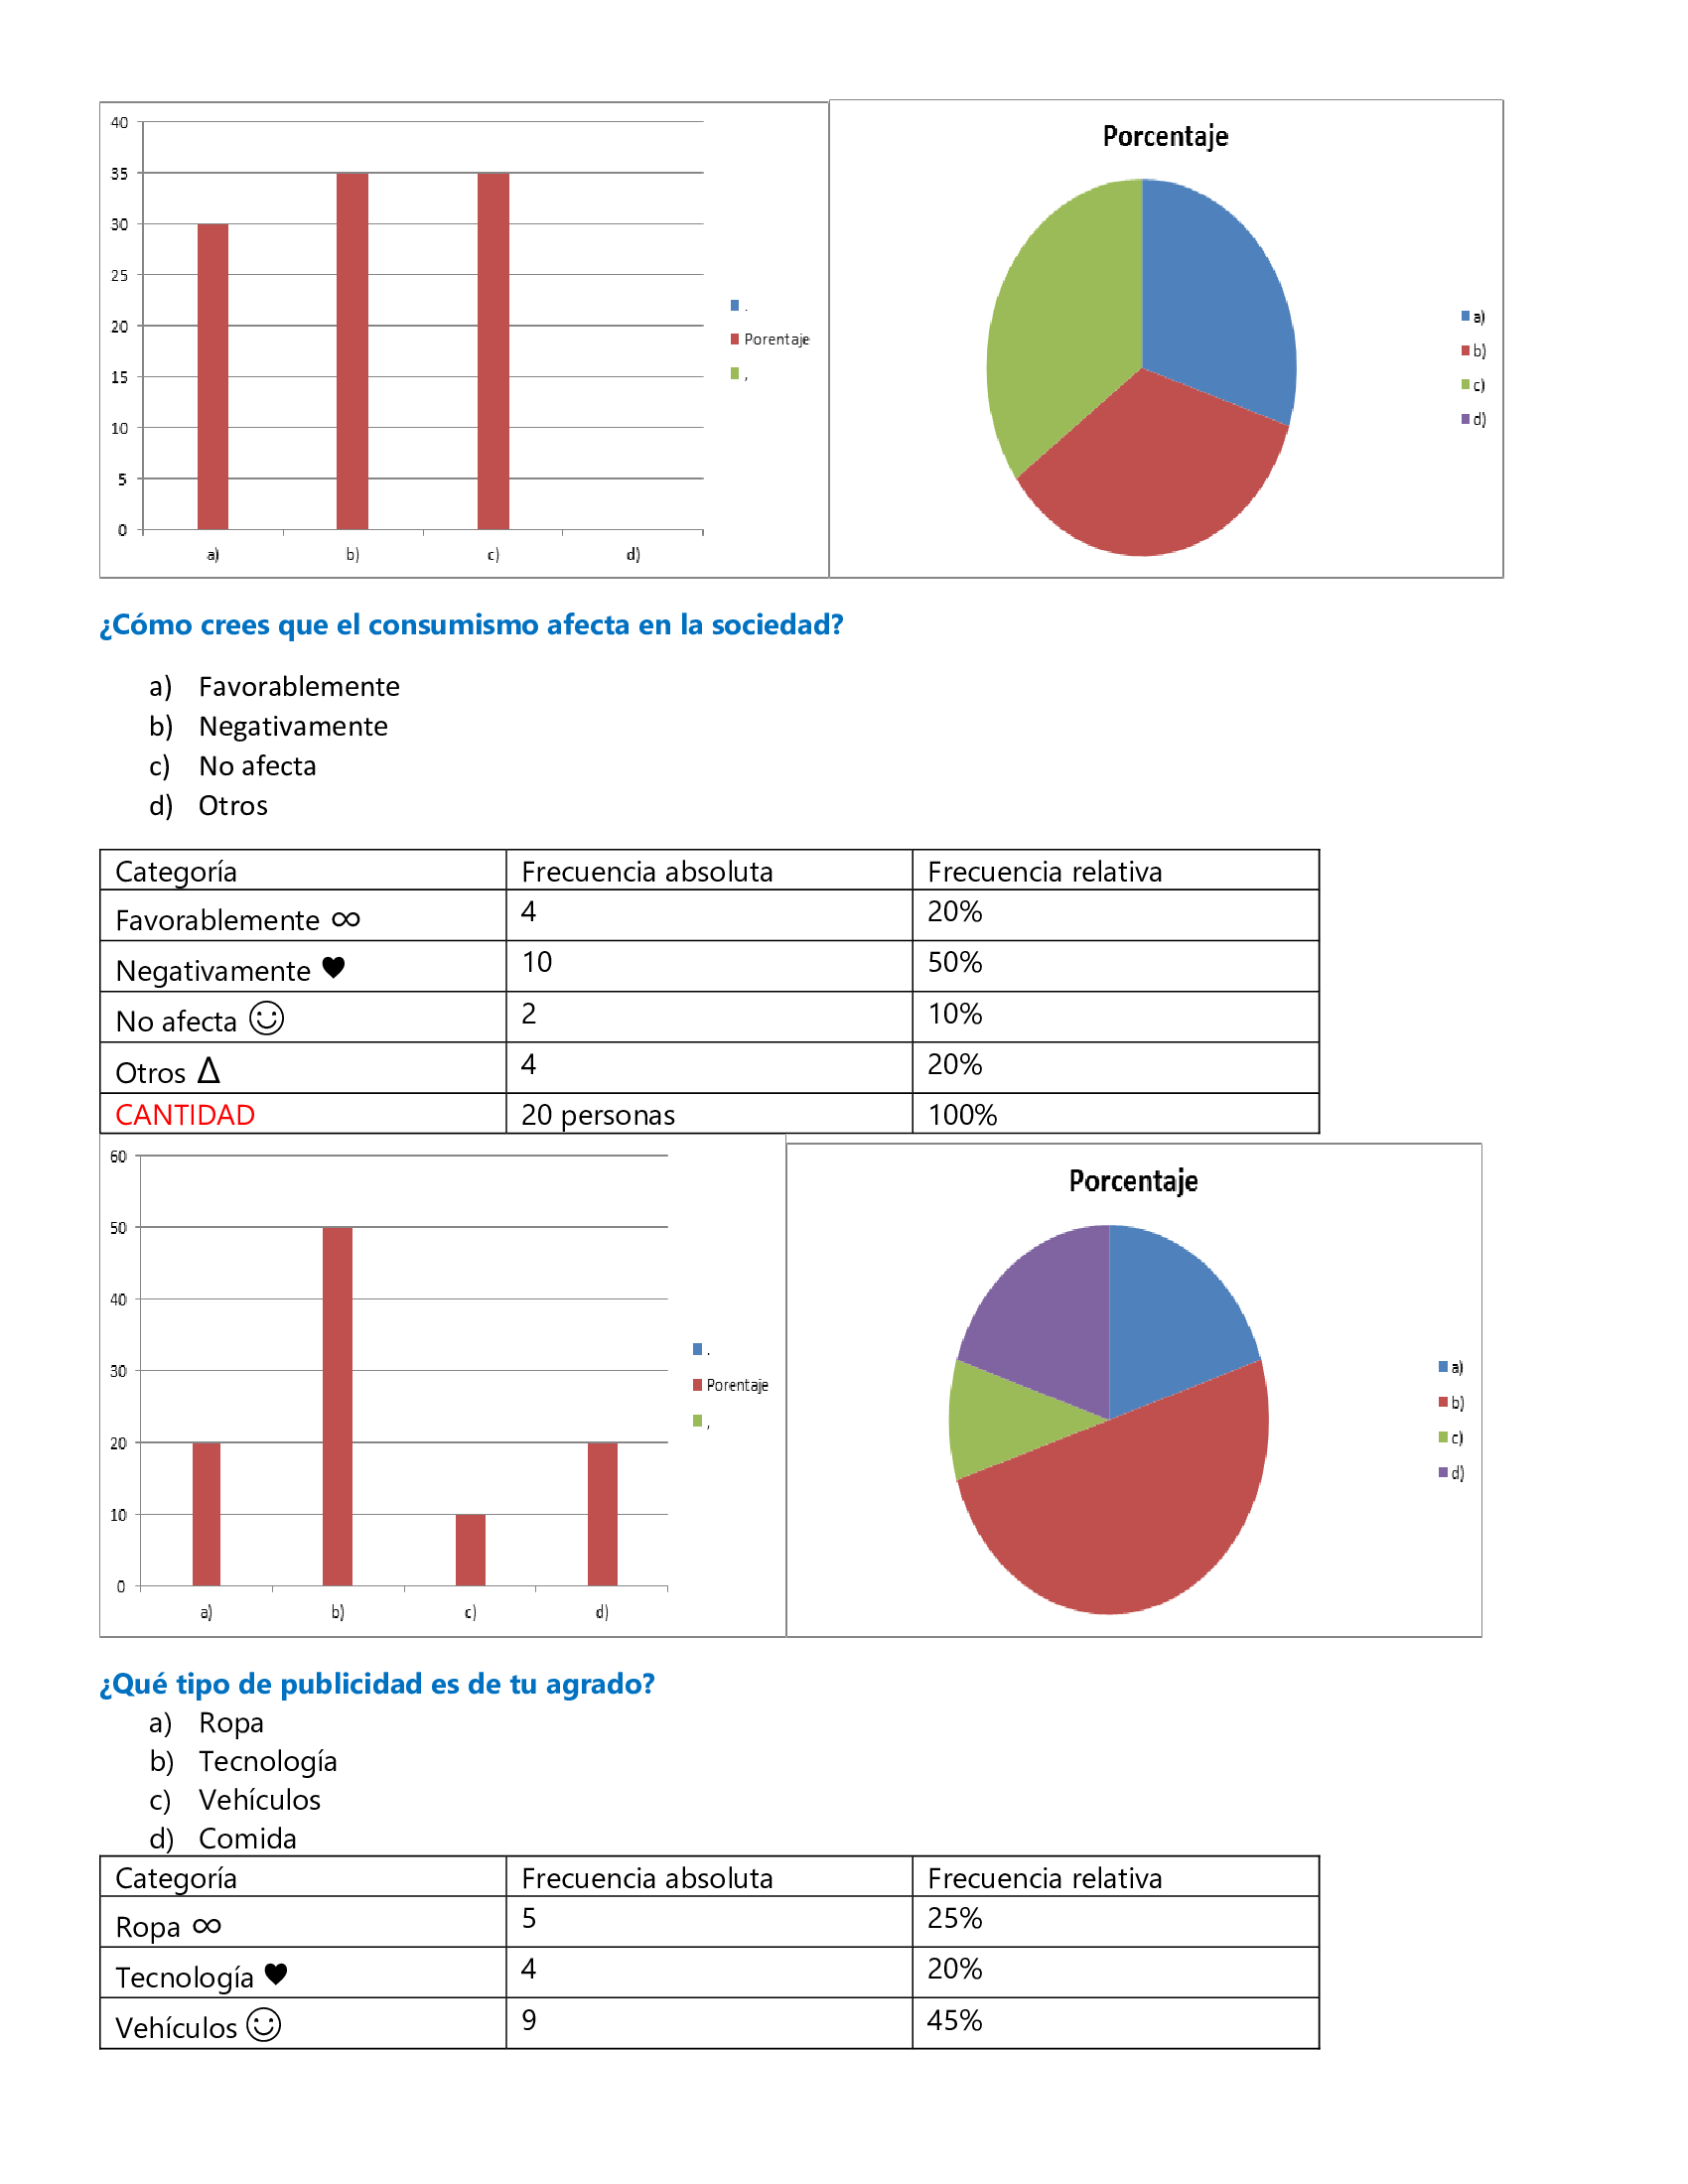 Porcentaje
40
35
30
25
20
15
10
5
0
a) b) c) d)
.
Porentaje
,
a)
b)
c)
d)
¿Cómo crees que el consumismo afecta en la sociedad?
a) Favorablemente
b) Negativamente
c) No afecta
d) Otros
Categoría Frecuencia absoluta Frecuencia relativa
Favorablemente ∞ 4 20%
Negativamente ♥ 10 50%
No afecta ☺ 2 10%
Otros Δ 4 20%
CANTIDAD 20 personas 100%
60
50
40
30
20
10
0
a) b) c) d)
.
Porentaje
,
Porcentaje
a)
b)
c)
d)
¿Qué tipo de publicidad es de tu agrado?
a) Ropa
b) Tecnología
c) Vehículos
d) Comida
Categoría Frecuencia absoluta Frecuencia relativa
Ropa ∞ 5 25%
Tecnología ♥ 4 20%
Vehículos ☺ 9 45%